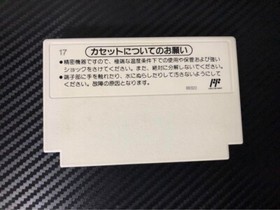 17
カセットについてのお願い
●精密機器ですので、極端な温度条件下での使用や保管および強い
ショックをさけてください。また、絶対に分解しないでください。
●端子部に手を触れたり、水にぬらしたりして汚さないようにして
ください。故障の原因となります。
FF